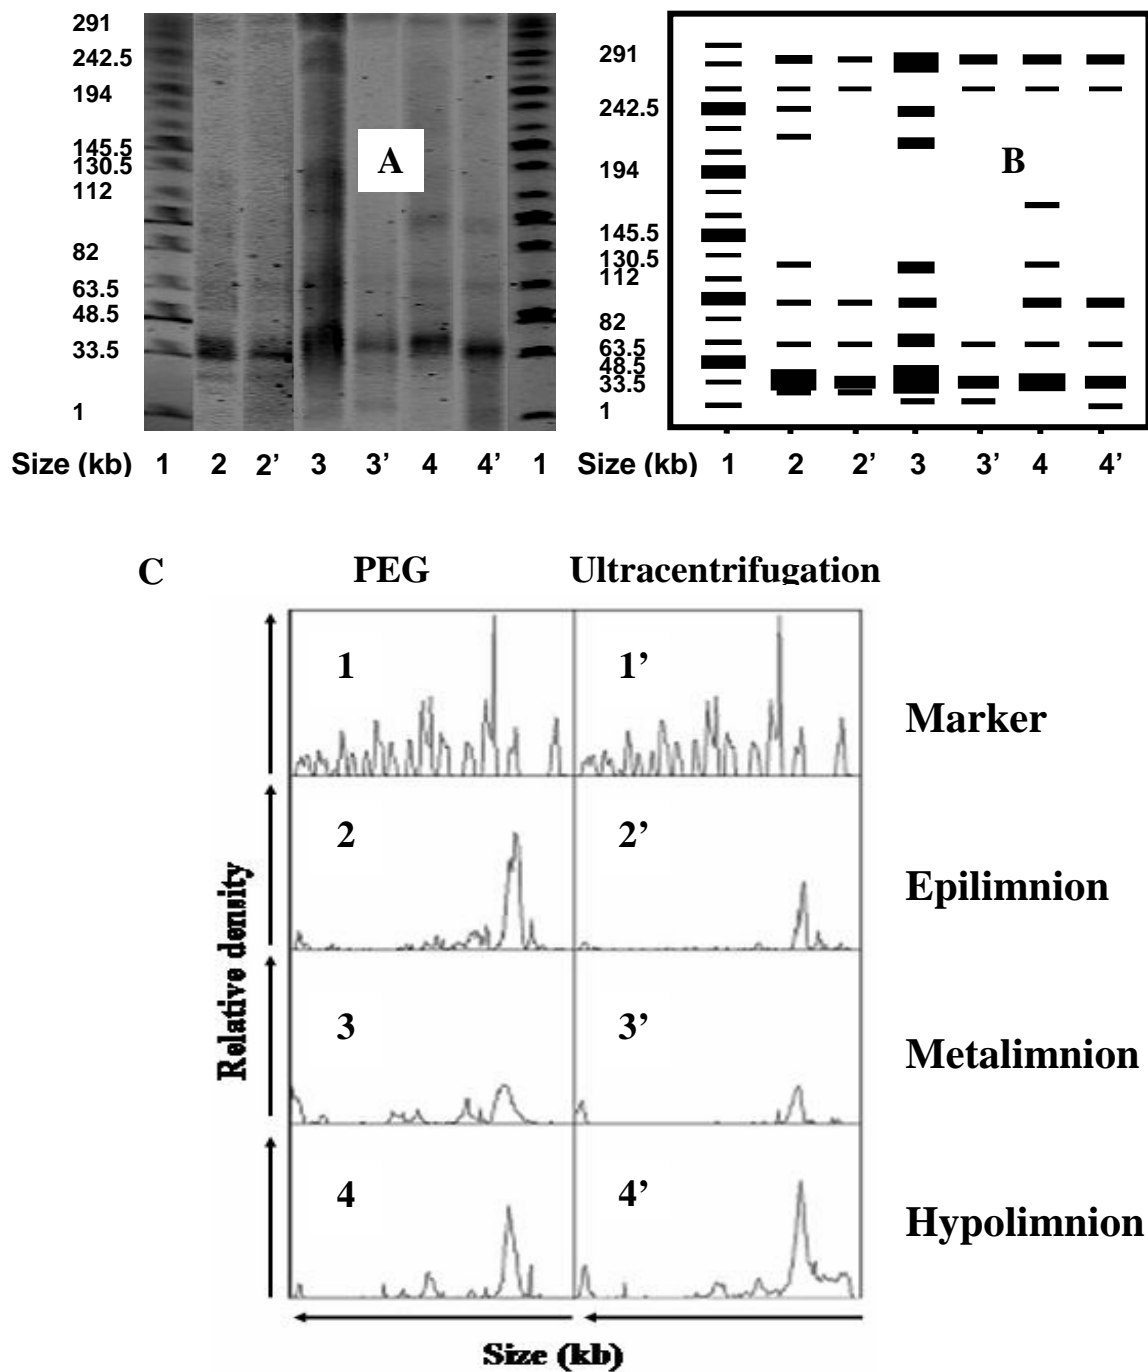 291
242.5
194
145.5
130.5
112
82
63.5
48.5
33.5
1
A
Size (kb) 1 2 2’ 3 3’ 4 4’ 1
291
242.5
194
145.5
130.5
112
82
63.5
48.5
33.5
1
B
Size (kb) 1 2 2’ 3 3’ 4 4’
C PEG Ultracentrifugation
1 1’ Marker
2 2’ Epilimnion
3 3’ Metalimnion
4 4’ Hypolimnion
Relative density
Size (kb)